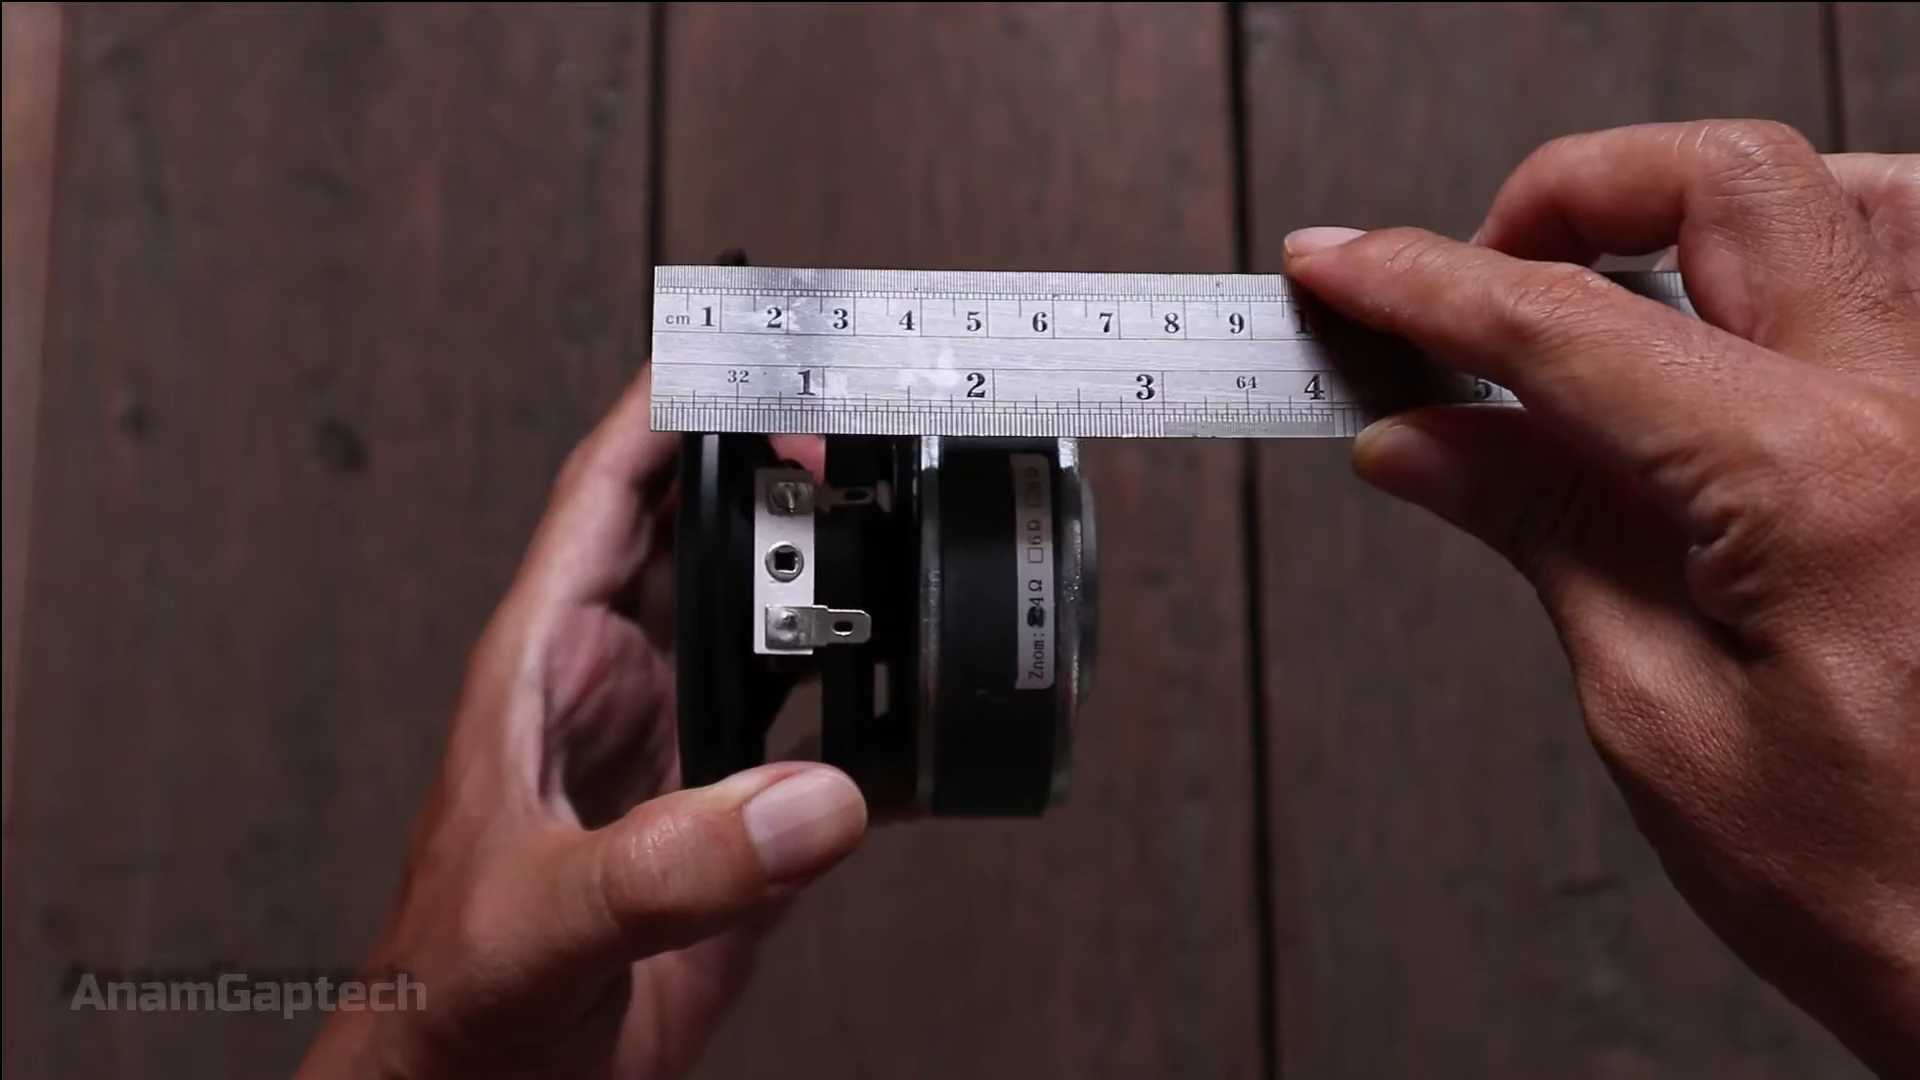 cm 1 2 3 4 5 6 7 8 9
32 1 2 3 64 4 5
Znom: 4Ω □6Ω
AnamGaptech